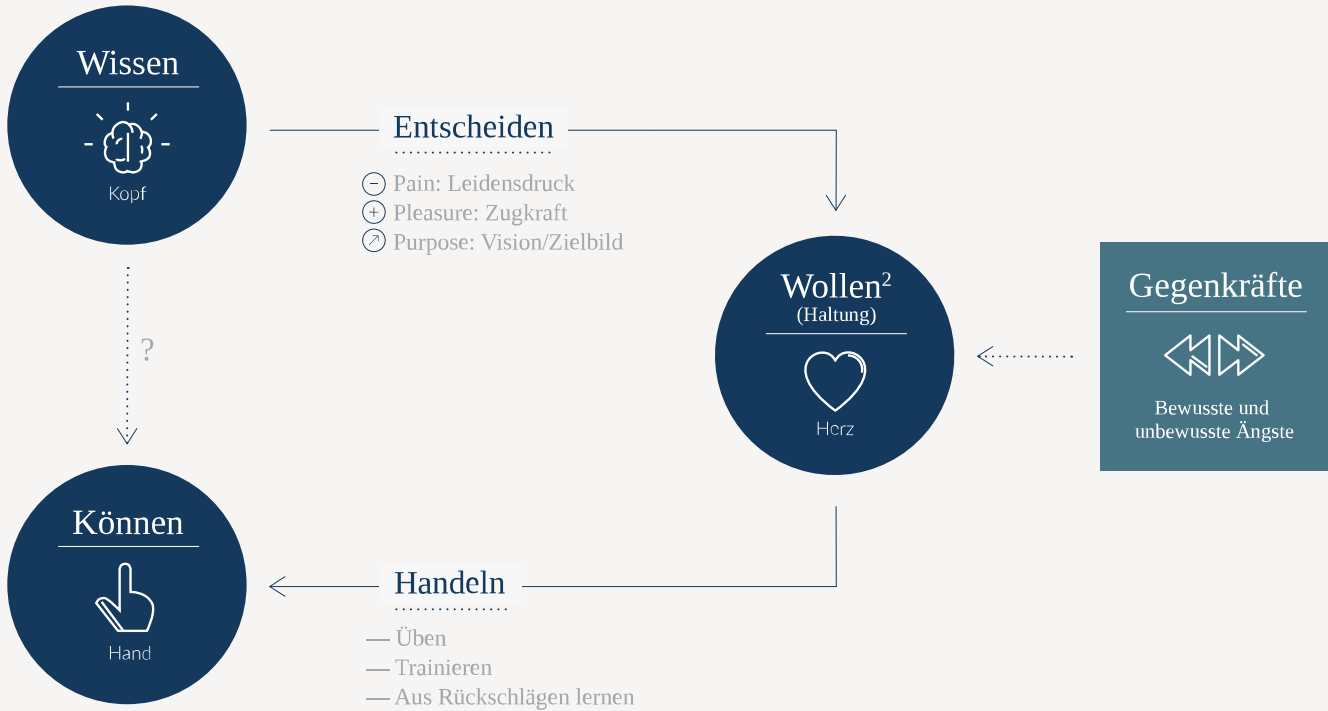 Wissen
Kopf
Entscheiden
Pain: Leidensdruck
Pleasure: Zugkraft
Purpose: Vision/Zielbild
Wollen²
(Haltung)
Herz
Gegenkräfte
Bewusste und
unbewusste Ängste
?
Können
Hand
Handeln
— Üben
— Trainieren
— Aus Rückschlägen lernen